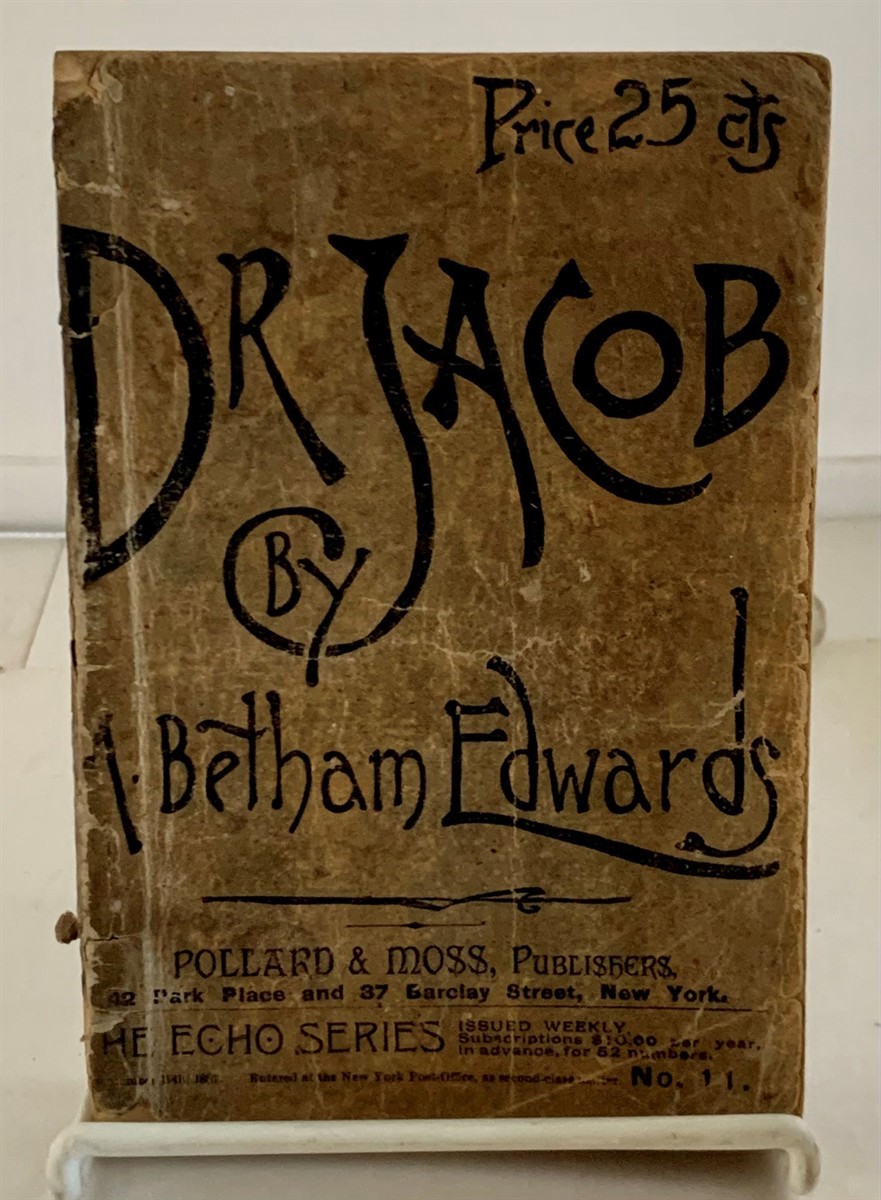 Price 25 cts
DR JACOB
BY
Betham Edwards
POLLARD & MOSS, PUBLISHERS,
42 Park Place and 37 Barclay Street, New York.
HE ECHO SERIES
ISSUED WEEKLY
Subscriptions $10.00 per year,
in advance, for 52 numbers.
Entered at the New York Post-Office, as second-class No. 11.